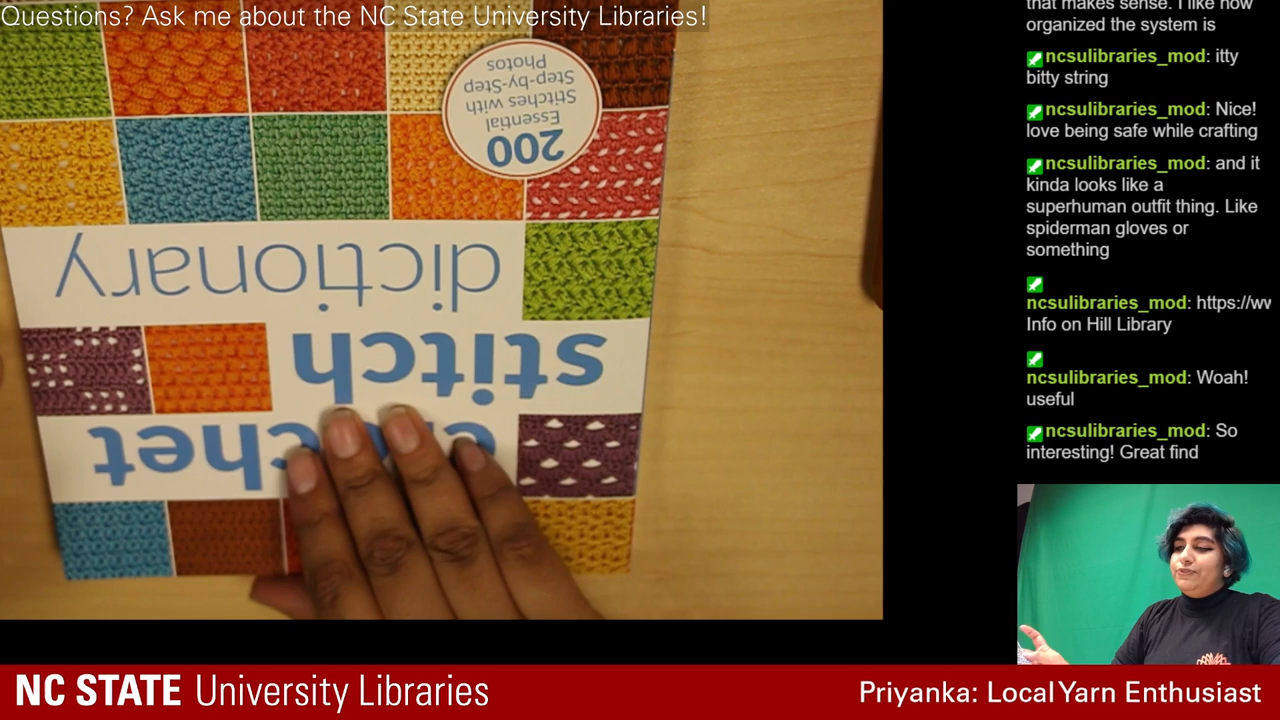 Questions? Ask me about the NC State University Libraries!
crochet
stitch
dictionary
200
Essential
Stitches with
Step-by-Step
Photos
that makes sense. I like how
organized the system is
ncsulibraries_mod: itty
bitty string
ncsulibraries_mod: Nice!
love being safe while crafting
ncsulibraries_mod: and it
kinda looks like a
superhuman outfit thing. Like
spiderman gloves or
something
ncsulibraries_mod: https://ww
Info on Hill Library
ncsulibraries_mod: Woah!
useful
ncsulibraries_mod: So
interesting! Great find
NC STATE University Libraries
Priyanka: Local Yarn Enthusiast